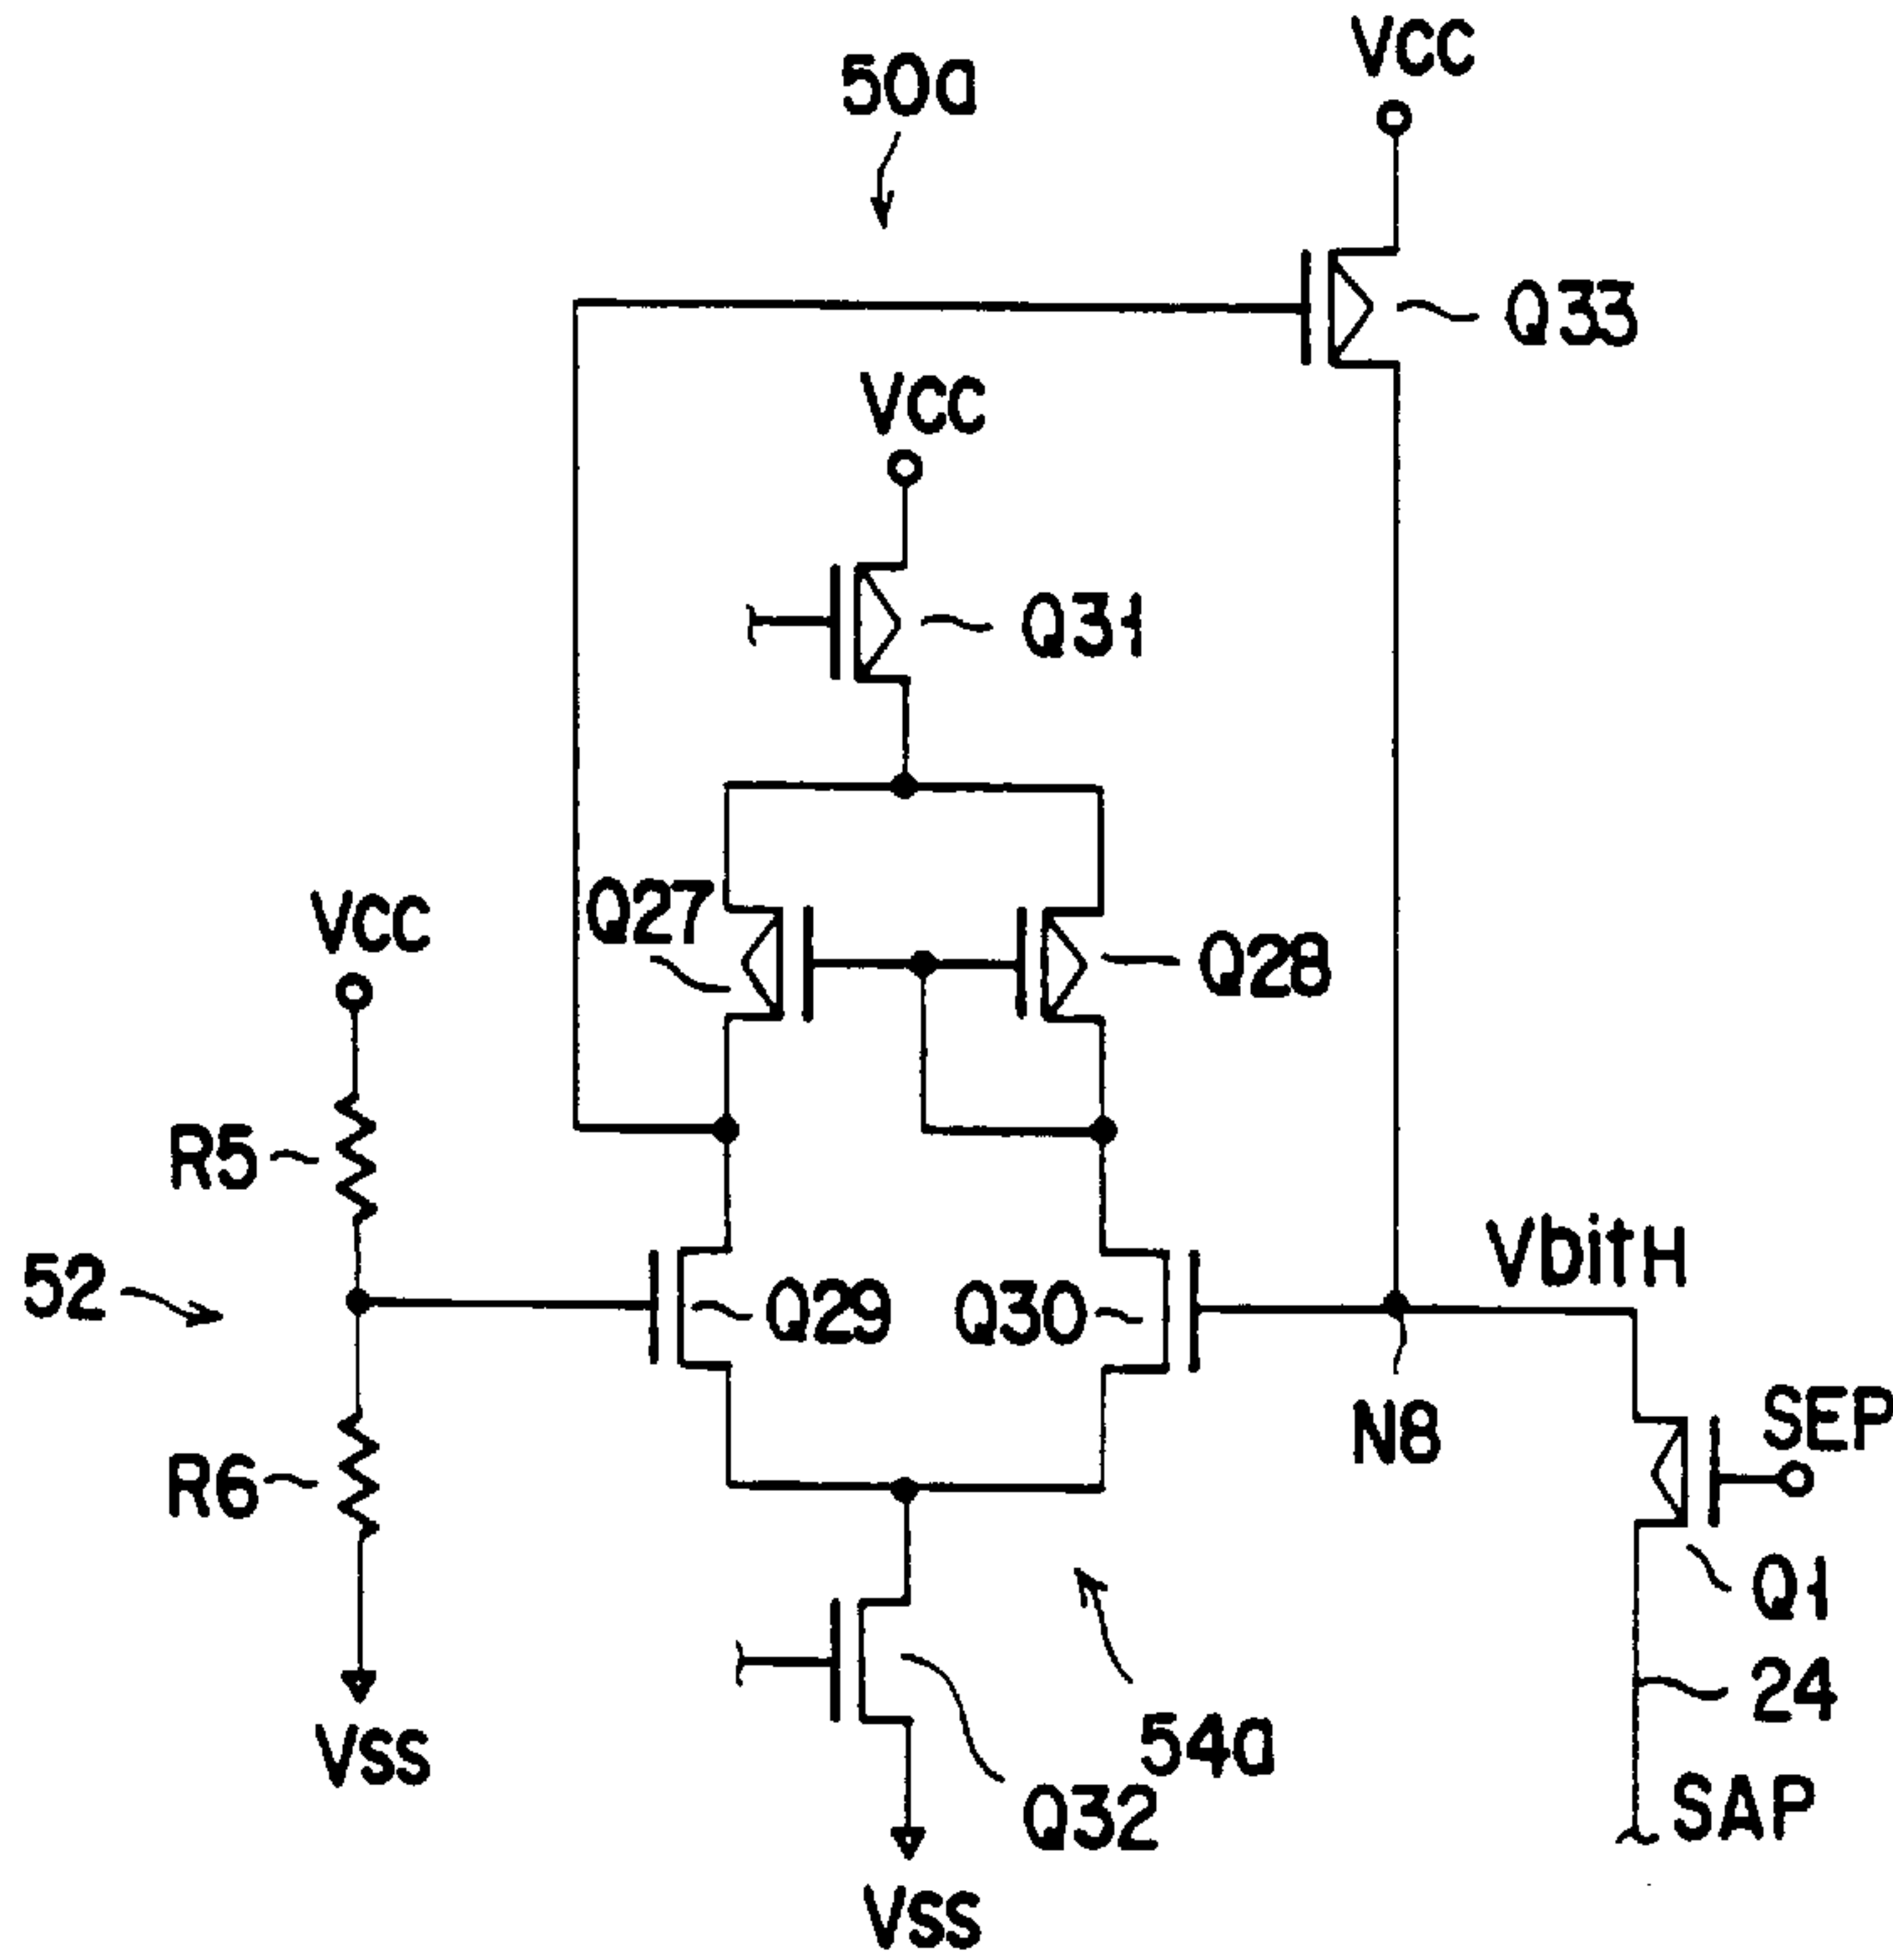 VCC
50a
Q33
VCC
Q31
Q27
VCC
Q28
R5
VbitH
52
Q29
Q30
SEP
N8
R6
Q1
24
54a
VSS
SAP
Q32
VSS